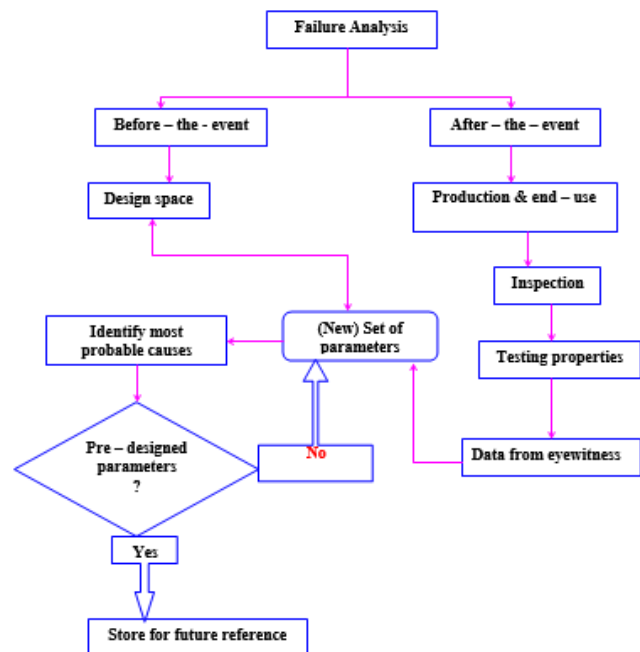 Failure Analysis
Before – the - event
After – the – event
Design space
Production & end – use
Inspection
Identify most
probable causes
(New) Set of
parameters
Testing properties
Pre – designed
parameters
?
No
Data from eyewitness
Yes
Store for future reference